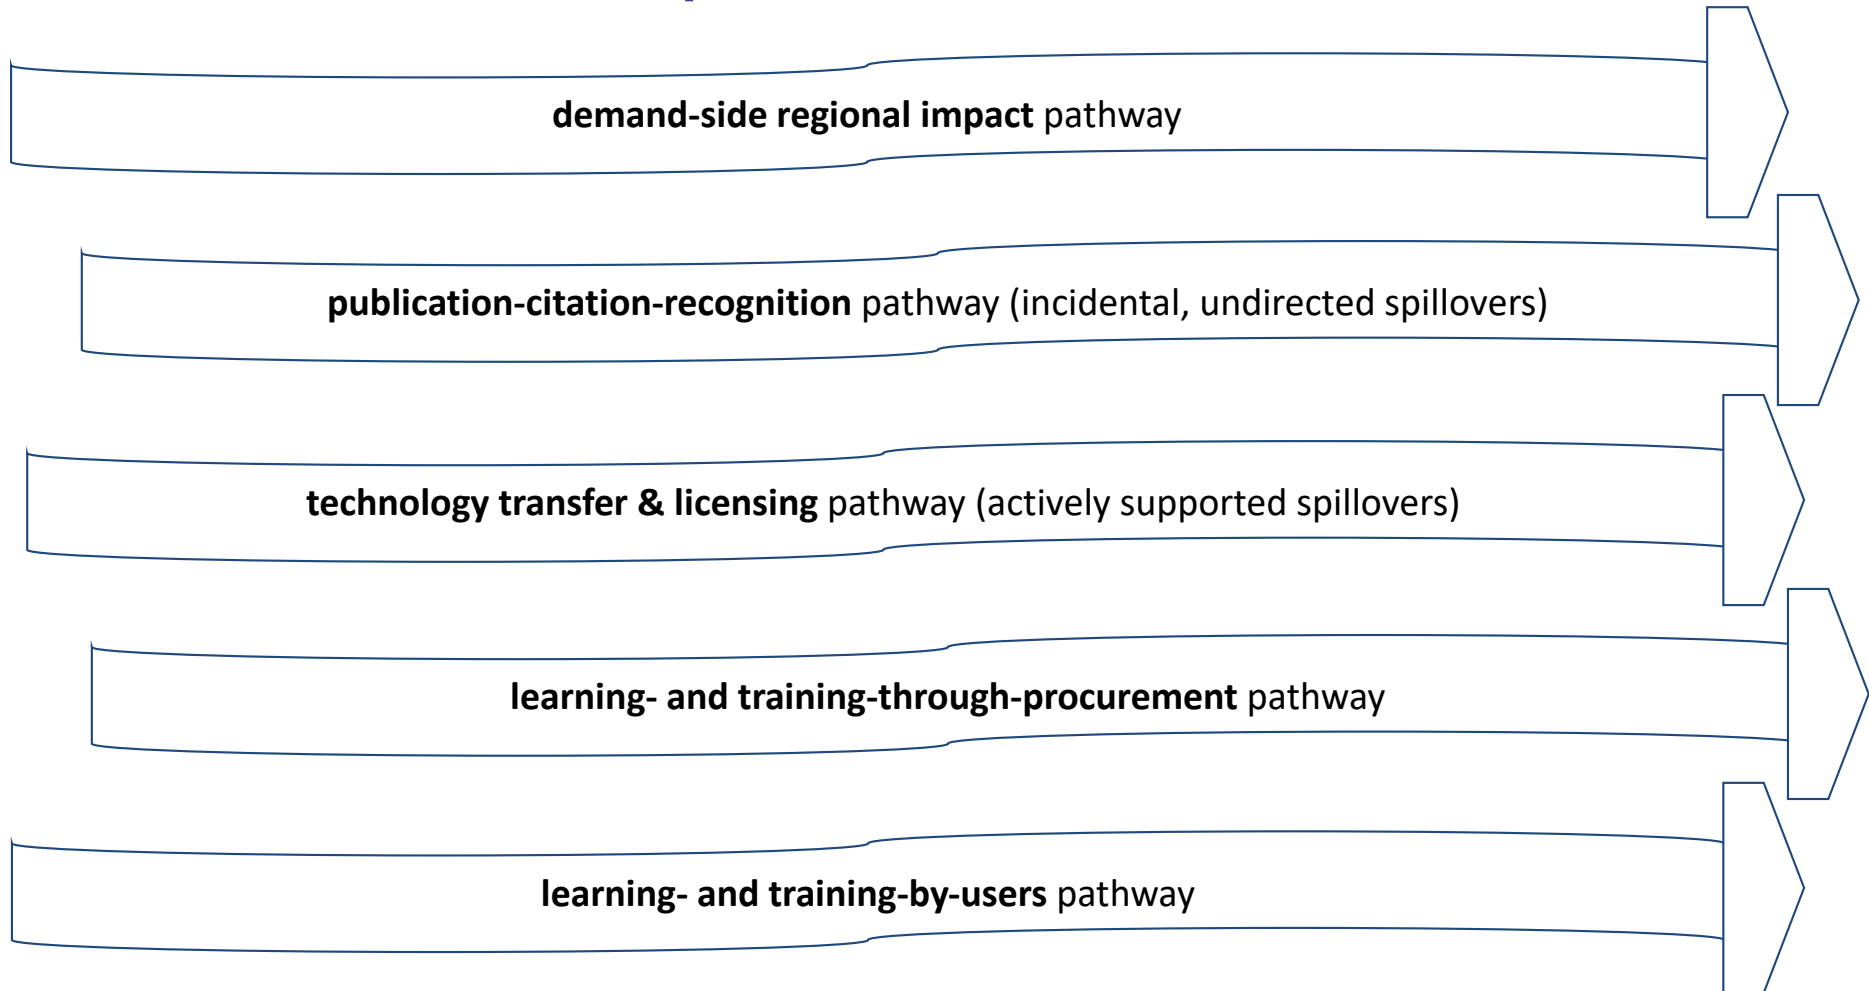 demand-side regional impact pathway
publication-citation-recognition pathway (incidental, undirected spillovers)
technology transfer & licensing pathway (actively supported spillovers)
learning- and training-through-procurement pathway
learning- and training-by-users pathway